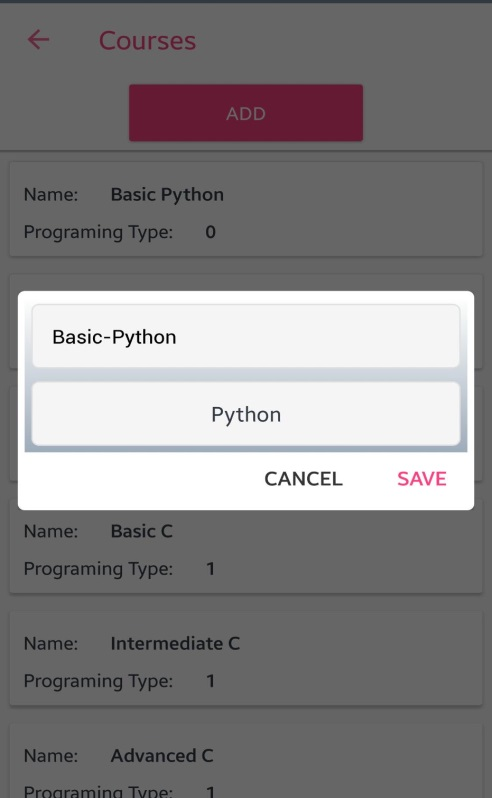 Courses
ADD
Name: Basic Python
Programing Type: 0
Basic-Python
Python
CANCEL SAVE
Name: Basic C
Programing Type: 1
Name: Intermediate C
Programing Type: 1
Name: Advanced C
Programing Type: 1